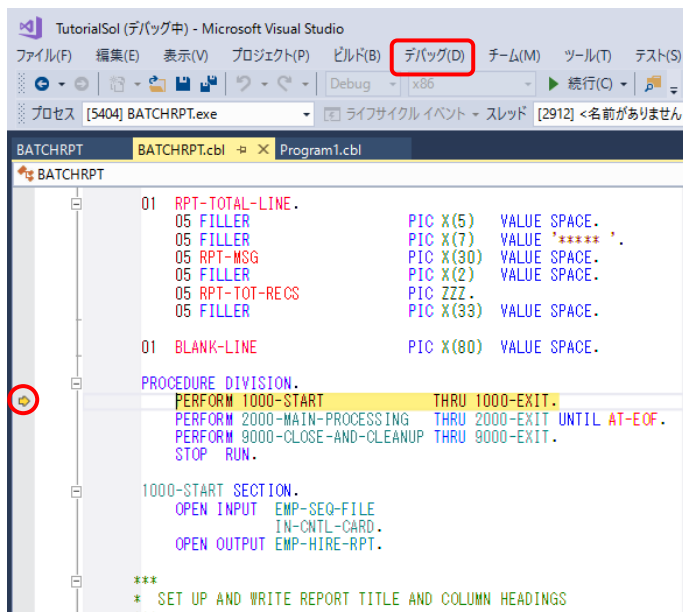 TutorialSol (デバッグ中) - Microsoft Visual Studio
ファイル(F) 編集(E) 表示(V) プロジェクト(P) ビルド(B) デバッグ(D) チーム(M) ツール(T) テスト(S)
Debug x86 続行(C)
プロセス [5404] BATCHRPT.exe ライフサイクル イベント スレッド [2912] <名前がありません
BATCHRPT BATCHRPT.cbl Program1.cbl
BATCHRPT
01 RPT-TOTAL-LINE.
05 FILLER PIC X(5) VALUE SPACE.
05 FILLER PIC X(7) VALUE '***** '.
05 RPT-MSG PIC X(30) VALUE SPACE.
05 FILLER PIC X(2) VALUE SPACE.
05 RPT-TOT-RECS PIC ZZZ.
05 FILLER PIC X(33) VALUE SPACE.
01 BLANK-LINE PIC X(80) VALUE SPACE.
PROCEDURE DIVISION.
PERFORM 1000-START THRU 1000-EXIT.
PERFORM 2000-MAIN-PROCESSING THRU 2000-EXIT UNTIL AT-EOF.
PERFORM 9000-CLOSE-AND-CLEANUP THRU 9000-EXIT.
STOP RUN.
1000-START SECTION.
OPEN INPUT EMP-SEQ-FILE
IN-CNTL-CARD.
OPEN OUTPUT EMP-HIRE-RPT.
***
* SET UP AND WRITE REPORT TITLE AND COLUMN HEADINGS